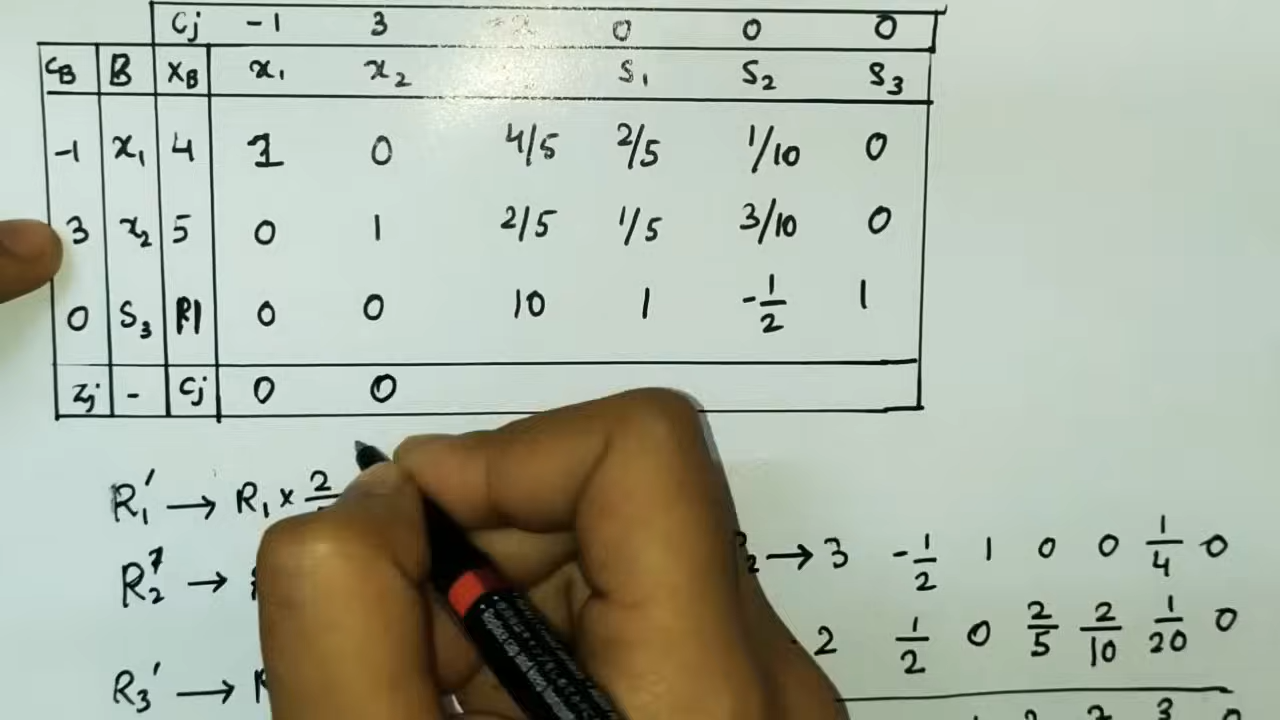 Cj -1 3 0 0 0
CB B XB x1 x2 S1 S2 S3
-1 x1 4 1 0 4/5 2/5 1/10 0
3 x2 5 0 1 2/5 1/5 3/10 0
0 S3 11 0 0 10 1 -1/2 1
Zj - Cj 0 0
R1' → R1 × 2
R2' →
→ 3 -1/2 1 0 0 1/4 0
2 1/2 0 2/5 2/10 1/20 0
R3' →